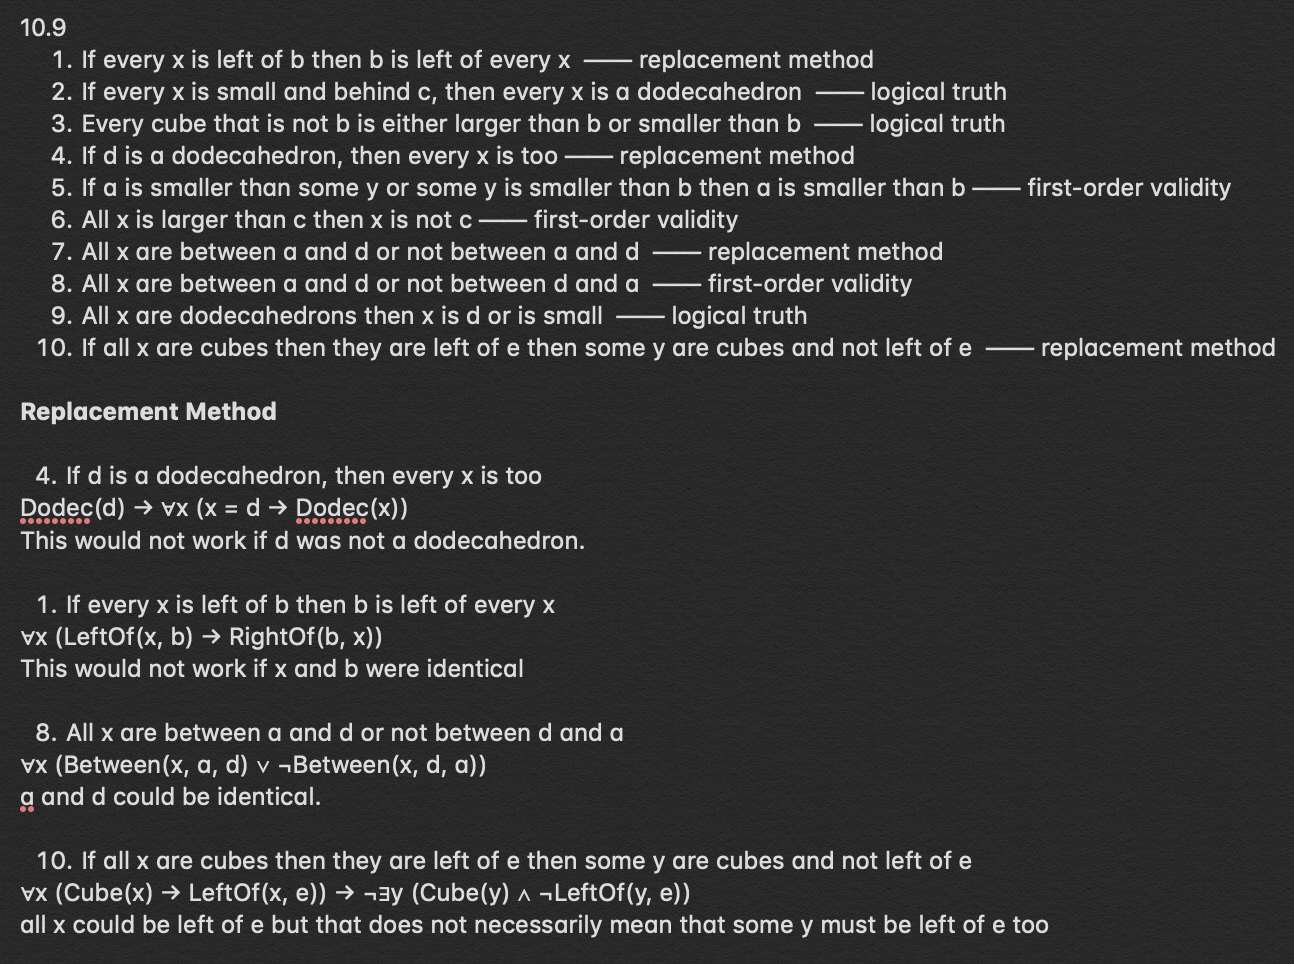 10.9
1. If every x is left of b then b is left of every x —— replacement method
2. If every x is small and behind c, then every x is a dodecahedron —— logical truth
3. Every cube that is not b is either larger than b or smaller than b —— logical truth
4. If d is a dodecahedron, then every x is too —— replacement method
5. If a is smaller than some y or some y is smaller than b then a is smaller than b —— first-order validity
6. All x is larger than c then x is not c —— first-order validity
7. All x are between a and d or not between a and d —— replacement method
8. All x are between a and d or not between d and a —— first-order validity
9. All x are dodecahedrons then x is d or is small —— logical truth
10. If all x are cubes then they are left of e then some y are cubes and not left of e —— replacement method
Replacement Method
4. If d is a dodecahedron, then every x is too
Dodec(d) → ∀x (x = d → Dodec(x))
This would not work if d was not a dodecahedron.
1. If every x is left of b then b is left of every x
∀x (LeftOf(x, b) → RightOf(b, x))
This would not work if x and b were identical
8. All x are between a and d or not between d and a
∀x (Between(x, a, d) ∨ ¬Between(x, d, a))
a and d could be identical.
10. If all x are cubes then they are left of e then some y are cubes and not left of e
∀x (Cube(x) → LeftOf(x, e)) → ¬∃y (Cube(y) ∧ ¬LeftOf(y, e))
all x could be left of e but that does not necessarily mean that some y must be left of e too